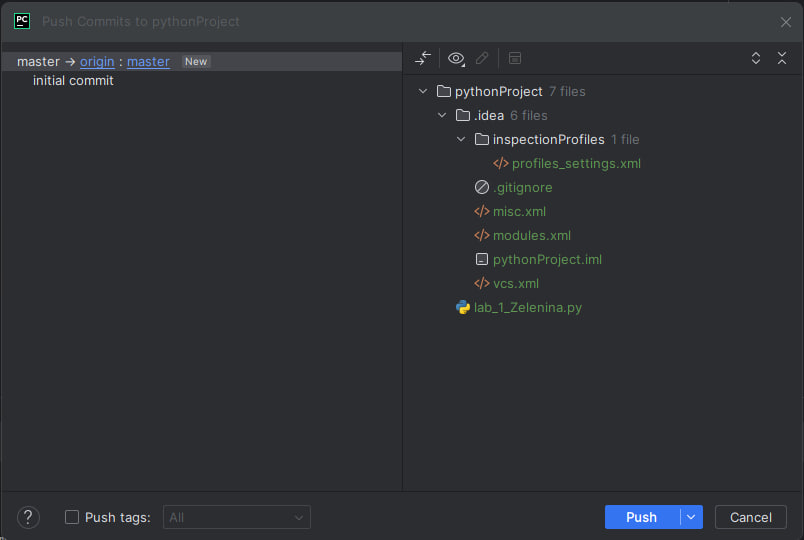 PC Push Commits to pythonProject
master → origin : master New
initial commit
pythonProject 7 files
.idea 6 files
inspectionProfiles 1 file
profiles_settings.xml
.gitignore
misc.xml
modules.xml
pythonProject.iml
vcs.xml
lab_1_Zelenina.py
? Push tags: All Push Cancel